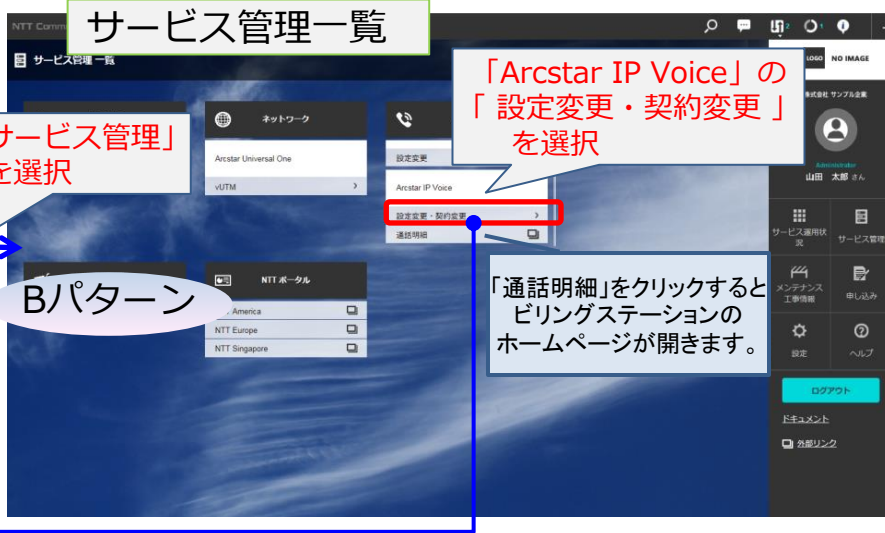 サービス管理一覧
NTT Comm
サービス管理 一覧
LOGO NO IMAGE
「Arcstar IP Voice」の
「 設定変更・契約変更 」
を選択
サービス管理」
を選択
株式会社 サンプル企業
Administrator
山田 太郎 さん
ネットワーク
Arcstar Universal One
vUTM
設定変更
Arcstar IP Voice
設定変更・契約変更
通話明細
サービス運用状
況
サービス管理
メンテナンス
工事情報
申し込み
設定
ヘルプ
ログアウト
ドキュメント
外部リンク
Bパターン
NTT ポータル
America
NTT Europe
NTT Singapore
「通話明細」をクリックすると
ビリングステーションの
ホームページが開きます。